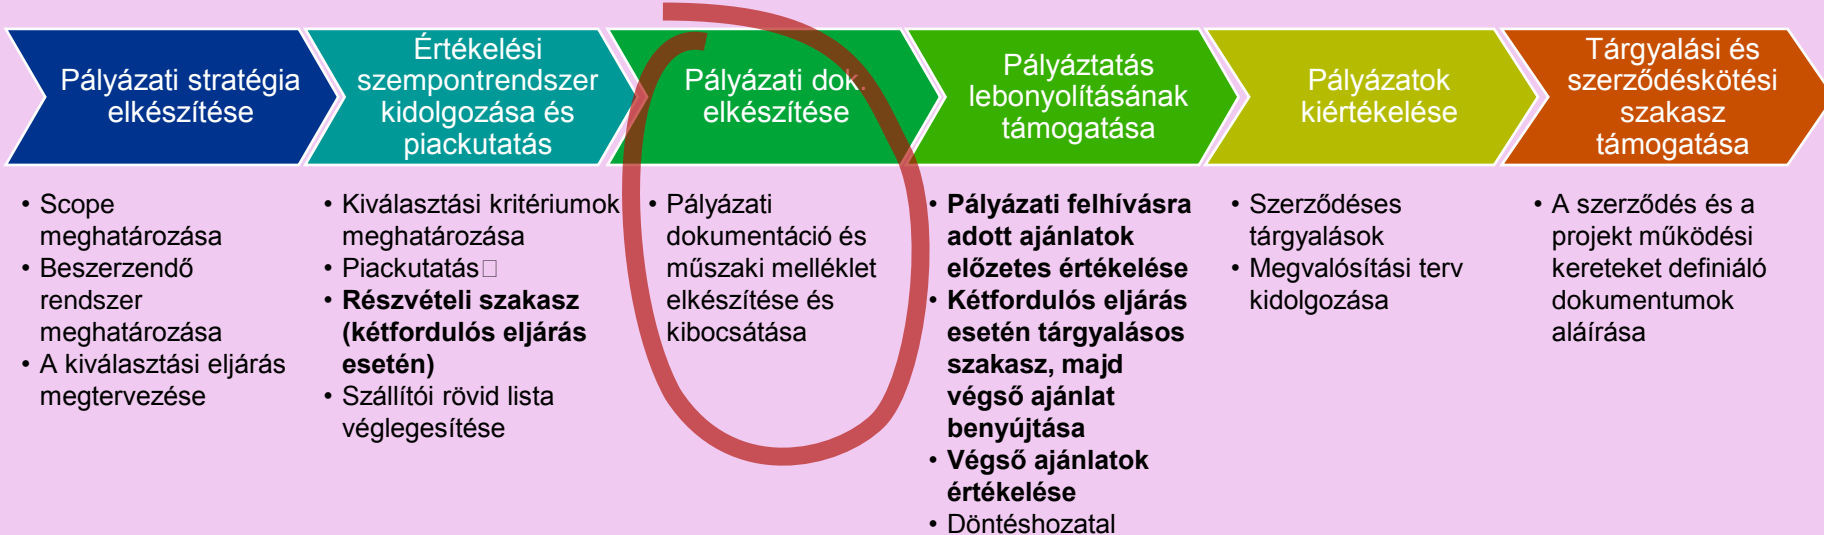 Pályázati stratégia
elkészítése
Értékelési
szempontrendszer
kidolgozása és
piackutatás
Pályázati dok.
elkészítése
Pályáztatás
lebonyolításának
támogatása
Pályázatok
kiértékelése
Tárgyalási és
szerződéskötési
szakasz
támogatása
• Scope
meghatározása
• Beszerzendő
rendszer
meghatározása
• A kiválasztási eljárás
megtervezése
• Kiválasztási kritériumok
meghatározása
• Piackutatás□
• Részvételi szakasz
(kétfordulós eljárás
esetén)
• Szállítói rövid lista
véglegesítése
• Pályázati
dokumentáció és
műszaki melléklet
elkészítése és
kibocsátása
• Pályázati felhívásra
adott ajánlatok
előzetes értékelése
• Kétfordulós eljárás
esetén tárgyalásos
szakasz, majd
végső ajánlat
benyújtása
• Végső ajánlatok
értékelése
• Döntéshozatal
• Szerződéses
tárgyalások
• Megvalósítási terv
kidolgozása
• A szerződés és a
projekt működési
kereteket definiáló
dokumentumok
aláírása